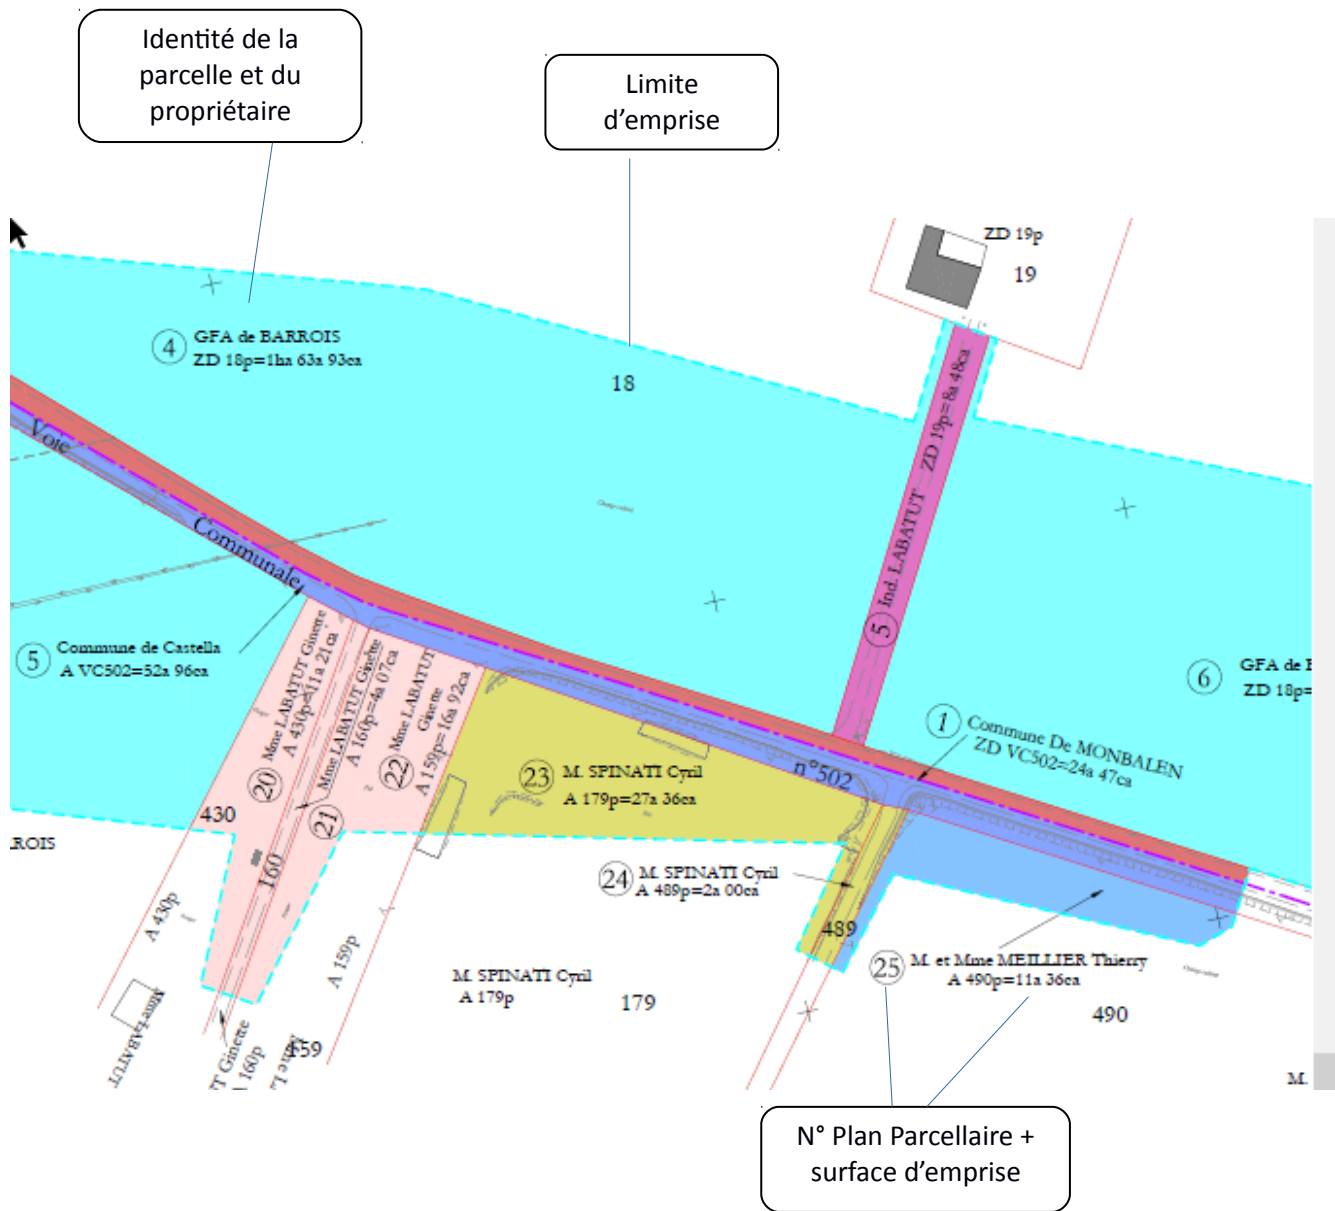 Identité de la
parcelle et du
propriétaire
Limite
d’emprise
ZD 19p
19
4
GFA de BARROIS
ZD 18p=1ha 63a 93ca
18
Voie
Communale
n°502
5
Ind. LABATUT
ZD 19p=8a 48ca
5
Commune de Castella
A VC502=52a 96ca
20
Mme LABATUT Ginette
A 430p=11a 21ca
21
Mme LABATUT Ginette
A 160p=4a 07ca
22
Mme LABATUT
Ginette
A 159p=16a 92ca
6
GFA de
ZD 18p=
1
Commune De MONBALEN
ZD VC502=24a 47ca
23
M. SPINATI Cyril
A 179p=27a 36ca
430
160
24
M. SPINATI Cyril
A 489p=2a 00ca
489
ROIS
A 430p
A 159p
M. SPINATI Cyril
A 179p
179
25
M. et Mme MEILLIER Thierry
A 490p=11a 36ca
490
Mme LABATUT
T Ginette
A 160p
Mme L
159
M.
N° Plan Parcellaire +
surface d’emprise